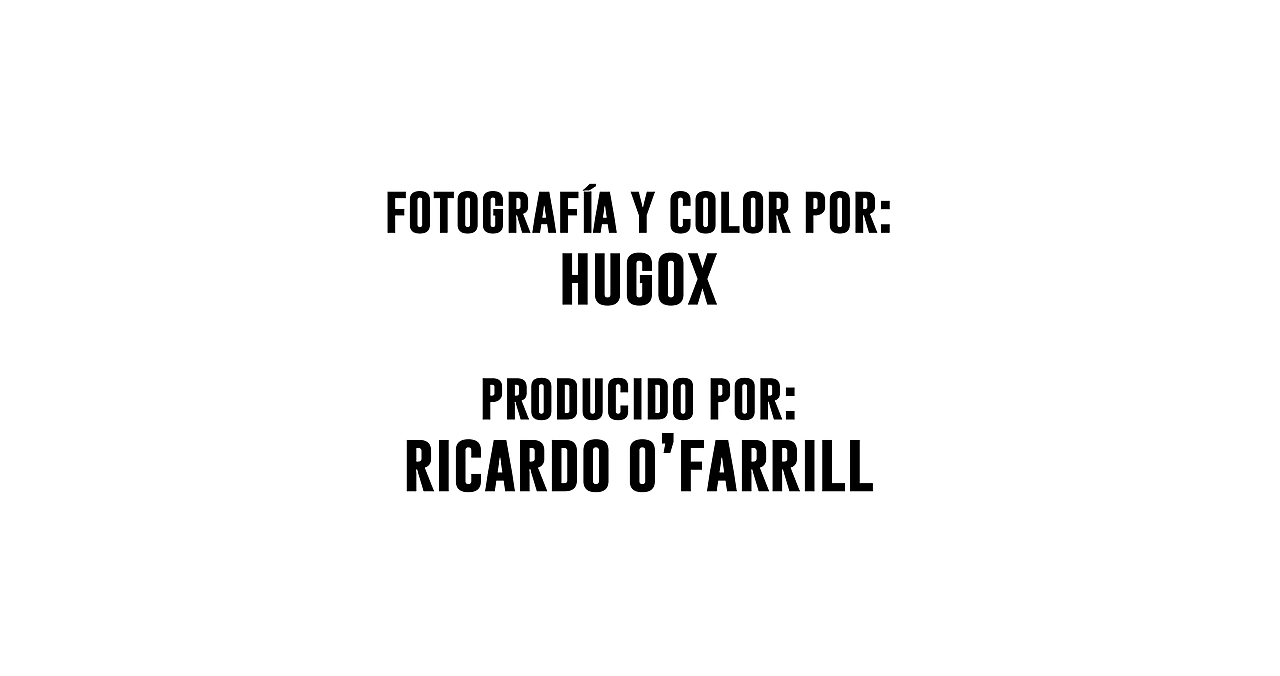 FOTOGRAFÍA Y COLOR POR:
HUGOX
PRODUCIDO POR:
RICARDO O’FARRILL